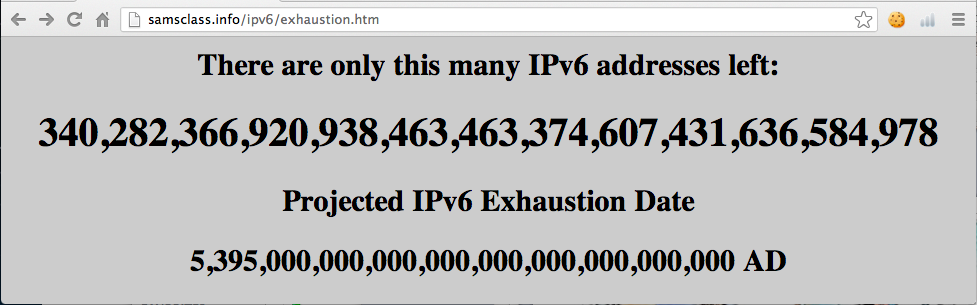 samsclass.info/ipv6/exhaustion.htm
There are only this many IPv6 addresses left:
340,282,366,920,938,463,463,374,607,431,636,584,978
Projected IPv6 Exhaustion Date
5,395,000,000,000,000,000,000,000,000,000 AD